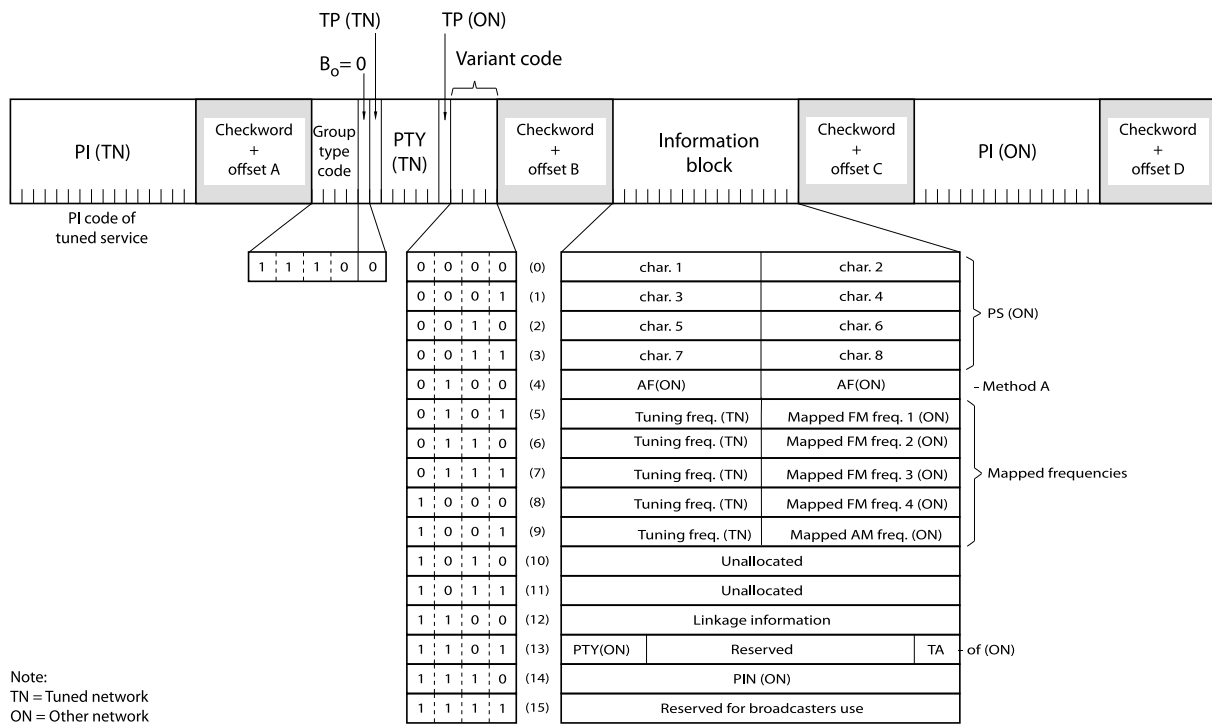 TP (TN) TP (ON)
B₀ = 0 Variant code
PI (TN)
Checkword
+
offset A
Group
type
code
PTY
(TN)
Checkword
+
offset B
Information
block
Checkword
+
offset C
PI (ON)
Checkword
+
offset D
PI code of
tuned service
1 1 1 0 0
0 0 0 0 (0) char. 1 char. 2
0 0 0 1 (1) char. 3 char. 4
PS (ON)
0 0 1 0 (2) char. 5 char. 6
0 0 1 1 (3) char. 7 char. 8
0 1 0 0 (4) AF(ON) AF(ON) - Method A
0 1 0 1 (5) Tuning freq. (TN) Mapped FM freq. 1 (ON)
0 1 1 0 (6) Tuning freq. (TN) Mapped FM freq. 2 (ON)
0 1 1 1 (7) Tuning freq. (TN) Mapped FM freq. 3 (ON) Mapped frequencies
1 0 0 0 (8) Tuning freq. (TN) Mapped FM freq. 4 (ON)
1 0 0 1 (9) Tuning freq. (TN) Mapped AM freq. (ON)
1 0 1 0 (10) Unallocated
1 0 1 1 (11) Unallocated
1 1 0 0 (12) Linkage information
1 1 0 1 (13) PTY(ON) Reserved TA - of (ON)
1 1 1 0 (14) PIN (ON)
1 1 1 1 (15) Reserved for broadcasters use
Note:
TN = Tuned network
ON = Other network